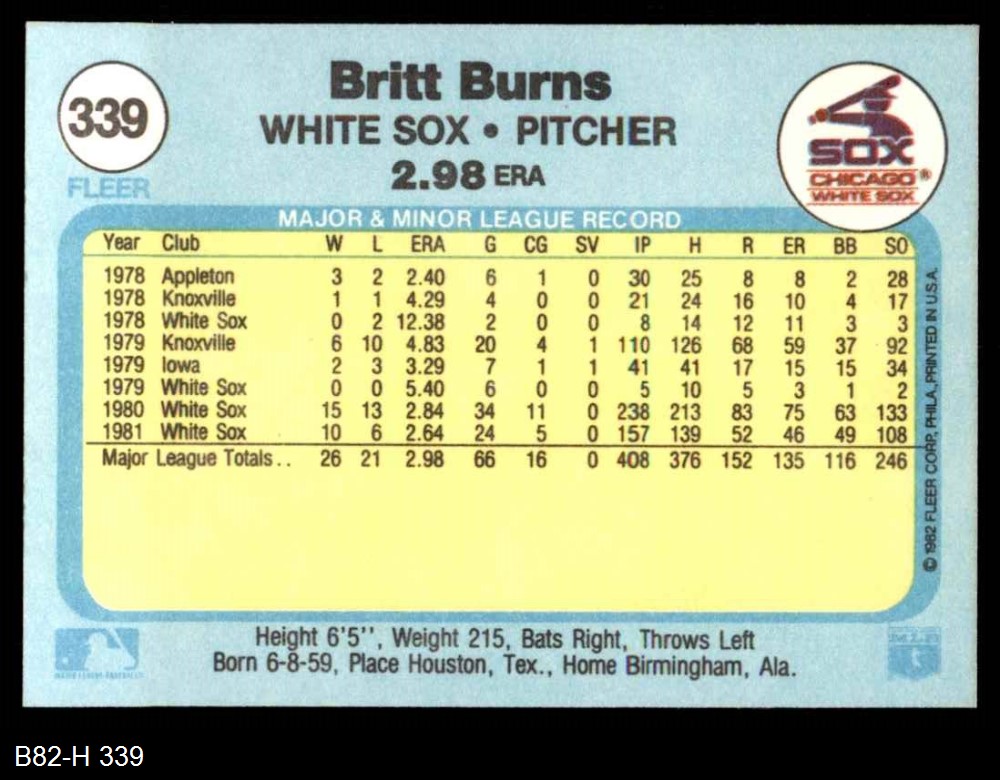 339
FLEER
Britt Burns
WHITE SOX • PITCHER
2.98 ERA
SOX
CHICAGO ®
WHITE SOX
MAJOR & MINOR LEAGUE RECORD
Year Club W L ERA G CG SV IP H R ER BB SO
1978 Appleton 3 2 2.40 6 1 0 30 25 8 8 2 28
1978 Knoxville 1 1 4.29 4 0 0 21 24 16 10 4 17
1978 White Sox 0 2 12.38 2 0 0 8 14 12 11 3 3
1979 Knoxville 6 10 4.83 20 4 1 110 126 68 59 37 92
1979 Iowa 2 3 3.29 7 1 1 41 41 17 15 15 34
1979 White Sox 0 0 5.40 6 0 0 5 10 5 3 1 2
1980 White Sox 15 13 2.84 34 11 0 238 213 83 75 63 133
1981 White Sox 10 6 2.64 24 5 0 157 139 52 46 49 108
Major League Totals.. 26 21 2.98 66 16 0 408 376 152 135 116 246
© 1982 FLEER CORP., PHILA., PRINTED IN U.S.A.
Height 6'5'', Weight 215, Bats Right, Throws Left
Born 6-8-59, Place Houston, Tex., Home Birmingham, Ala.
B82-H 339